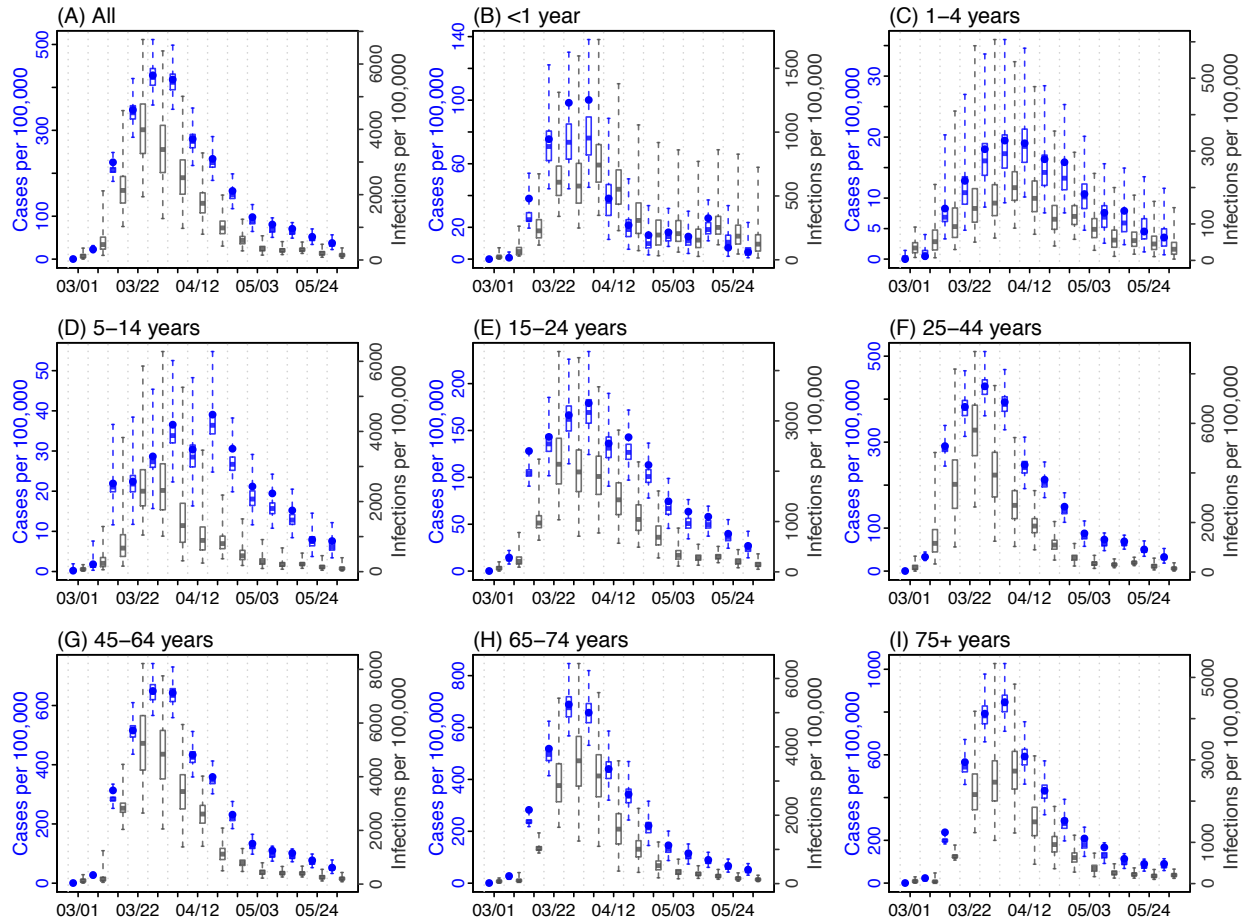 (A) All
Cases per 100,000
500
300
100
0
6000
4000
2000
0
Infections per 100,000
03/01 03/22 04/12 05/03 05/24
(B) <1 year
Cases per 100,000
140
100
80
60
40
20
0
1500
1000
500
0
Infections per 100,000
03/01 03/22 04/12 05/03 05/24
(C) 1−4 years
Cases per 100,000
30
20
10
5
0
500
300
100
0
Infections per 100,000
03/01 03/22 04/12 05/03 05/24
(D) 5−14 years
Cases per 100,000
50
40
30
20
10
0
6000
4000
2000
0
Infections per 100,000
03/01 03/22 04/12 05/03 05/24
(E) 15−24 years
Cases per 100,000
200
150
100
50
0
3000
1000
0
Infections per 100,000
03/01 03/22 04/12 05/03 05/24
(F) 25−44 years
Cases per 100,000
500
300
100
0
6000
2000
0
Infections per 100,000
03/01 03/22 04/12 05/03 05/24
(G) 45−64 years
Cases per 100,000
600
400
200
0
8000
6000
4000
2000
0
Infections per 100,000
03/01 03/22 04/12 05/03 05/24
(H) 65−74 years
Cases per 100,000
800
600
400
200
0
6000
4000
2000
0
Infections per 100,000
03/01 03/22 04/12 05/03 05/24
(I) 75+ years
Cases per 100,000
1000
600
200
0
5000
3000
1000
0
Infections per 100,000
03/01 03/22 04/12 05/03 05/24